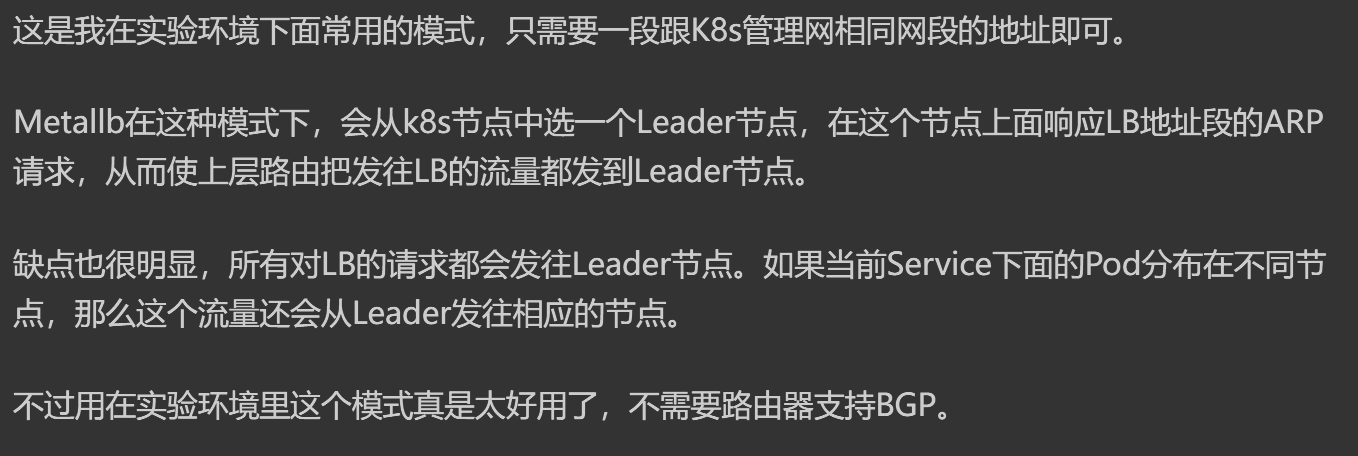 这是我在实验环境下面常用的模式，只需要一段跟K8s管理网相同网段的地址即可。
Metallb在这种模式下，会从k8s节点中选一个Leader节点，在这个节点上面响应LB地址段的ARP
请求，从而使上层路由把发往LB的流量都发到Leader节点。
缺点也很明显，所有对LB的请求都会发往Leader节点。如果当前Service下面的Pod分布在不同节
点，那么这个流量还会从Leader发往相应的节点。
不过用在实验环境里这个模式真是太好用了，不需要路由器支持BGP。